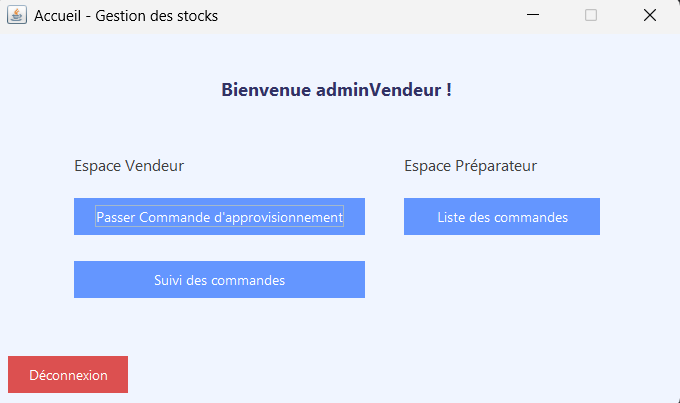 Accueil - Gestion des stocks
Bienvenue adminVendeur !
Espace Vendeur
Espace Préparateur
Passer Commande d'approvisionnement
Liste des commandes
Suivi des commandes
Déconnexion